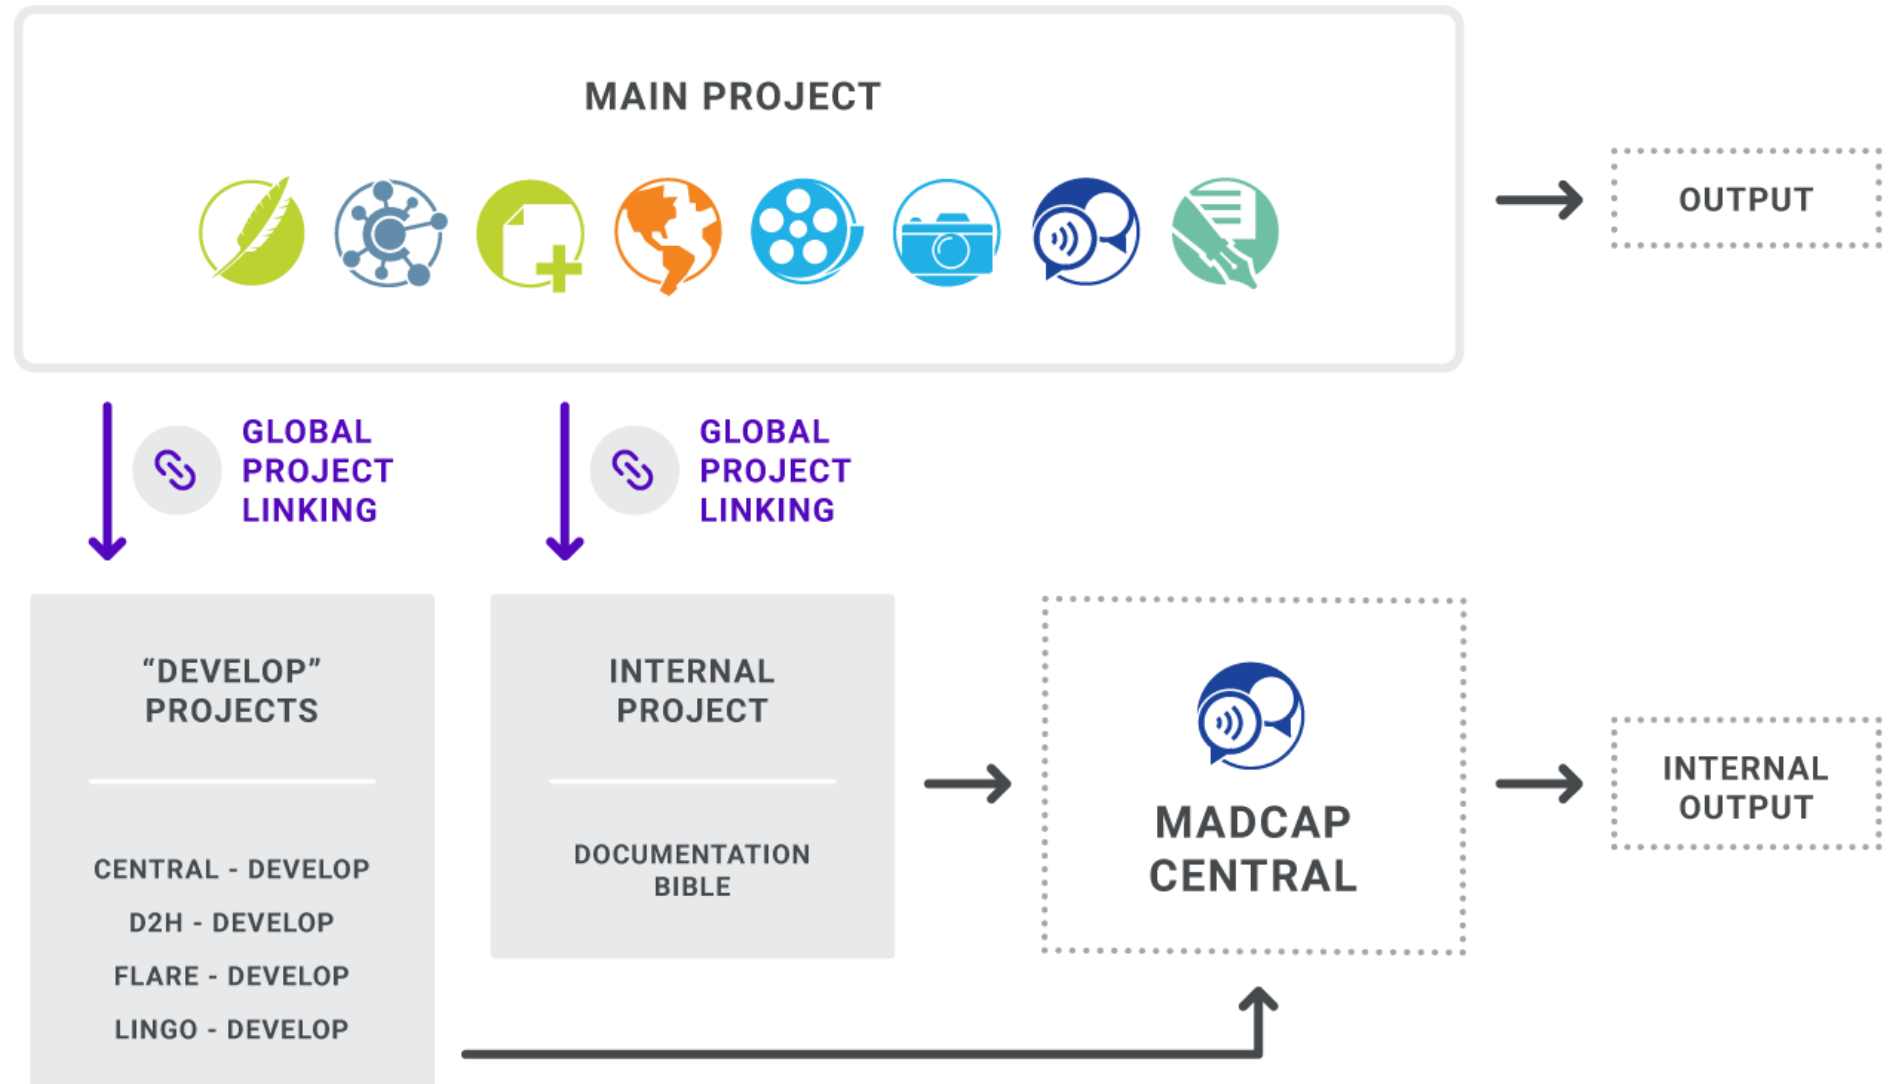 MAIN PROJECT
OUTPUT
GLOBAL
PROJECT
LINKING
GLOBAL
PROJECT
LINKING
“DEVELOP”
PROJECTS
CENTRAL - DEVELOP
D2H - DEVELOP
FLARE - DEVELOP
LINGO - DEVELOP
INTERNAL
PROJECT
DOCUMENTATION
BIBLE
MADCAP
CENTRAL
INTERNAL
OUTPUT